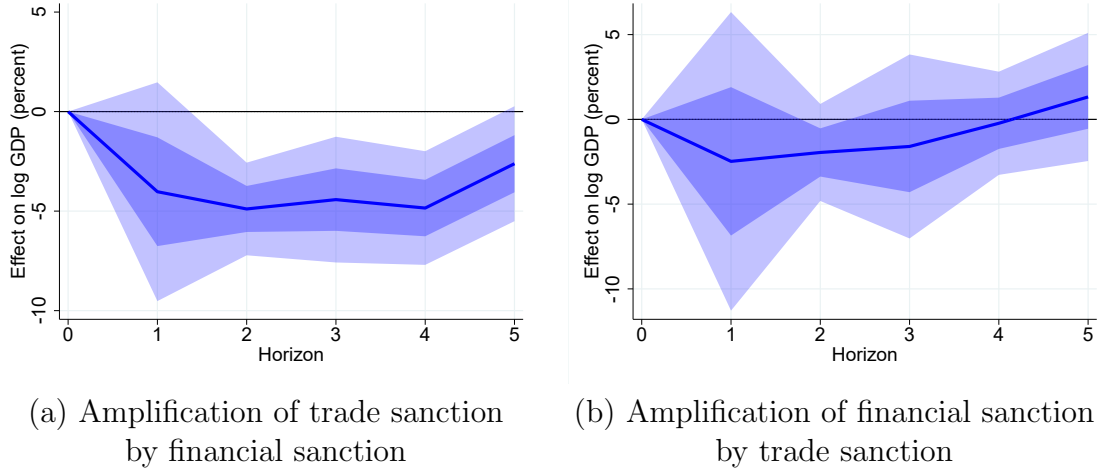 Effect on log GDP (percent)
5
0
-5
-10
0 1 2 3 4 5
Horizon
(a) Amplification of trade sanction
by financial sanction
Effect on log GDP (percent)
5
0
-5
-10
0 1 2 3 4 5
Horizon
(b) Amplification of financial sanction
by trade sanction